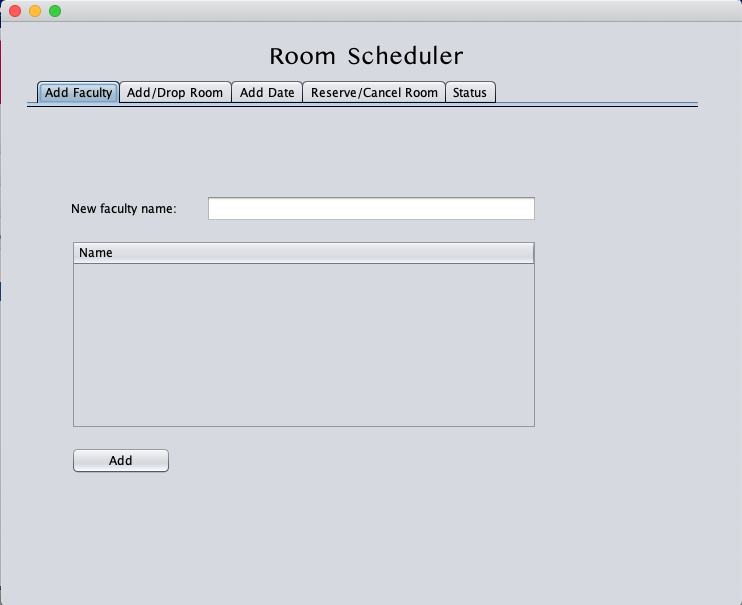 Room Scheduler
Add Faculty Add/Drop Room Add Date Reserve/Cancel Room Status
New faculty name:
Name
Add